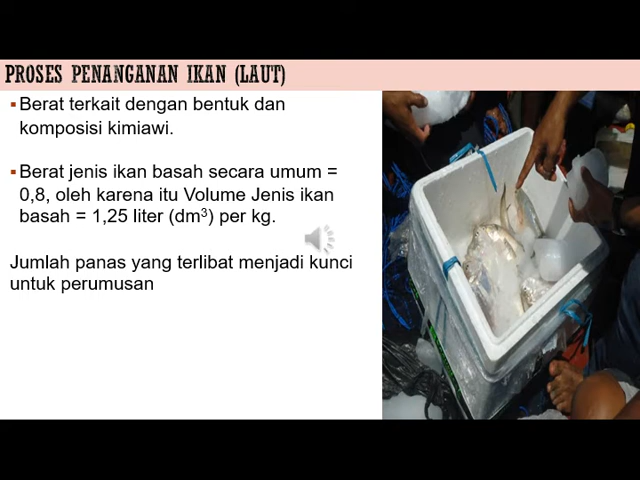 PROSES PENANGANAN IKAN (LAUT)
▪Berat terkait dengan bentuk dan
komposisi kimiawi.
▪Berat jenis ikan basah secara umum =
0,8, oleh karena itu Volume Jenis ikan
basah = 1,25 liter (dm³) per kg.
Jumlah panas yang terlibat menjadi kunci
untuk perumusan